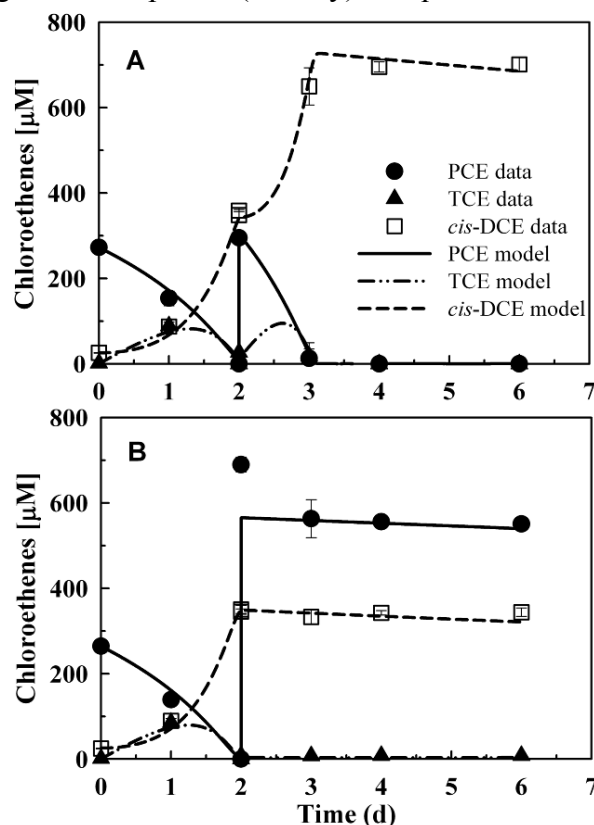 800
A
600
Chloroethenes [µM]
PCE data
TCE data
400
cis-DCE data
PCE model
200
TCE model
cis-DCE model
0
0 1 2 3 4 5 6 7
800
B
600
Chloroethenes [µM]
400
200
0
0 1 2 3 4 5 6 7
Time (d)